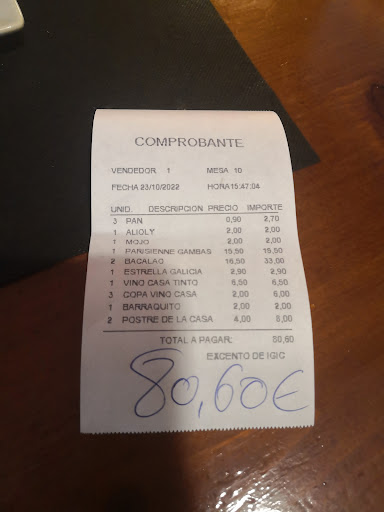 COMPROBANTE
VENDEDOR 1 MESA 10
FECHA 23/10/2022 HORA 15:47:04
UNID. DESCRIPCION PRECIO IMPORTE
3 PAN 0,90 2,70
1 ALIOLY 2,00 2,00
1 MOJO 2,00 2,00
1 PARISIENNE GAMBAS 15,50 15,50
2 BACALAO 16,50 33,00
1 ESTRELLA GALICIA 2,90 2,90
1 VINO CASA TINTO 6,50 6,50
3 COPA VINO CASA 2,00 6,00
1 BARRAQUITO 2,00 2,00
2 POSTRE DE LA CASA 4,00 8,00
TOTAL A PAGAR: 80,60
EXCENTO DE IGIC
80,60€